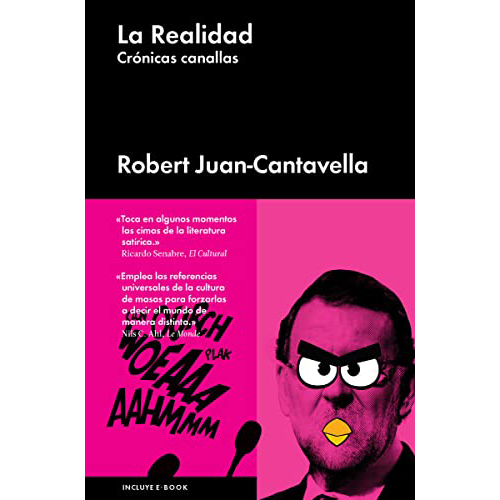 La Realidad
Crónicas canallas
Robert Juan-Cantavella
«Toca en algunos momentos
las cimas de la literatura
satírica.»
Ricardo Senabre, El Cultural
«Emplea las referencias
universales de la cultura
de masas para forzarlas
a decir el mundo de
manera distinta.»
Nils C. Ahl, Le Monde
PLAK
NOEAAA
AAHMMM
INCLUYE E-BOOK